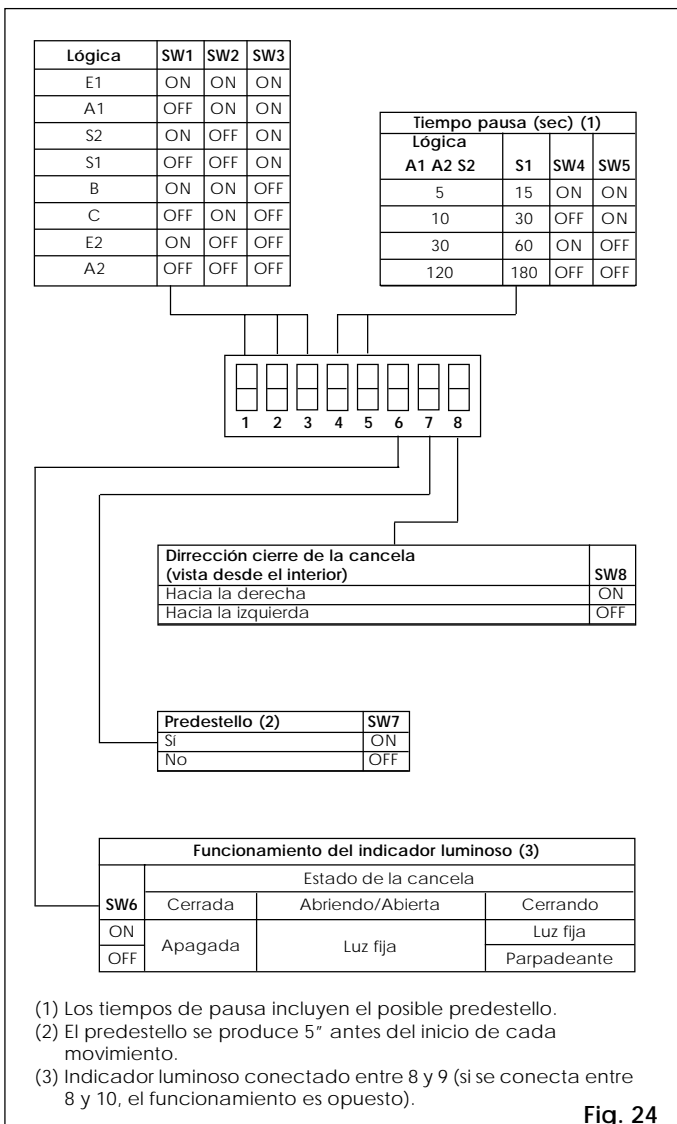 Lógica SW1 SW2 SW3
E1 ON ON ON
A1 OFF ON ON
S2 ON OFF ON
S1 OFF OFF ON
B ON ON OFF
C OFF ON OFF
E2 ON OFF OFF
A2 OFF OFF OFF
Tiempo pausa (sec) (1)
Lógica
A1 A2 S2 S1 SW4 SW5
5 15 ON ON
10 30 OFF ON
30 60 ON OFF
120 180 OFF OFF
1 2 3 4 5 6 7 8
Dirrección cierre de la cancela
(vista desde el interior) SW8
Hacia la derecha ON
Hacia la izquierda OFF
Predestello (2) SW7
Sí ON
No OFF
Funcionamiento del indicador luminoso (3)
Estado de la cancela
SW6 Cerrada Abriendo/Abierta Cerrando
ON Apagada Luz fija Luz fija
OFF Parpadeante
(1) Los tiempos de pausa incluyen el posible predestello.
(2) El predestello se produce 5” antes del inicio de cada
movimiento.
(3) Indicador luminoso conectado entre 8 y 9 (si se conecta entre
8 y 10, el funcionamiento es opuesto).
Fig. 24